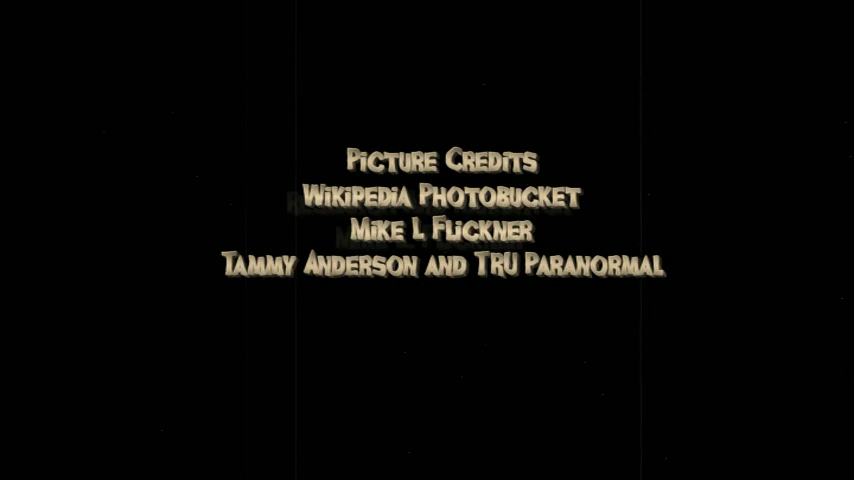 Picture Credits
Wikipedia Photobucket
Mike L Flickner
Tammy Anderson and TRU Paranormal